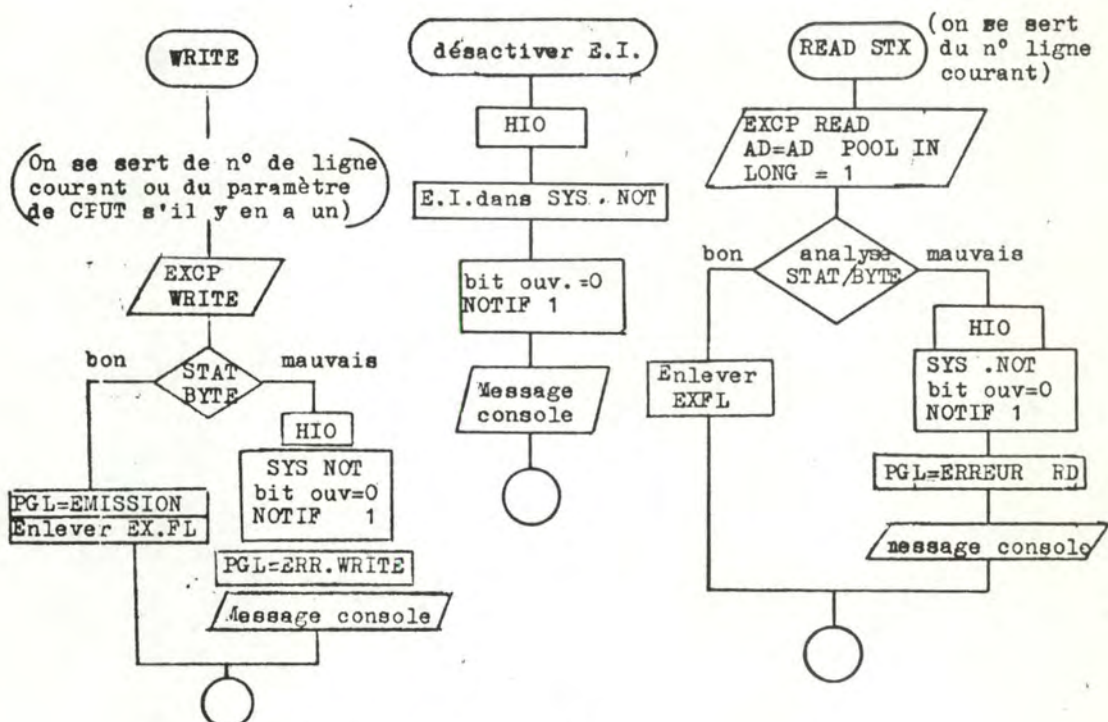 WRITE
(On se sert de n° de ligne
courant ou du paramètre
de CPUT s'il y en a un)
EXCP
WRITE
bon
mauvais
STAT
BYTE
HIO
SYS NOT
bit ouv=0
NOTIF 1
PGL=EMISSION
Enlever EX.FL
PGL=ERR.WRITE
Message console
désactiver E.I.
HIO
E.I.dans SYS . NOT
bit ouv.=0
NOTIF 1
Message
console
READ STX
(on se sert
du n° ligne
courant)
EXCP READ
AD=AD POOL IN
LONG = 1
bon
analyse
STAT/BYTE
mauvais
HIO
SYS .NOT
bit ouv=0
NOTIF 1
Enlever
EXFL
PGL=ERREUR RD
message console